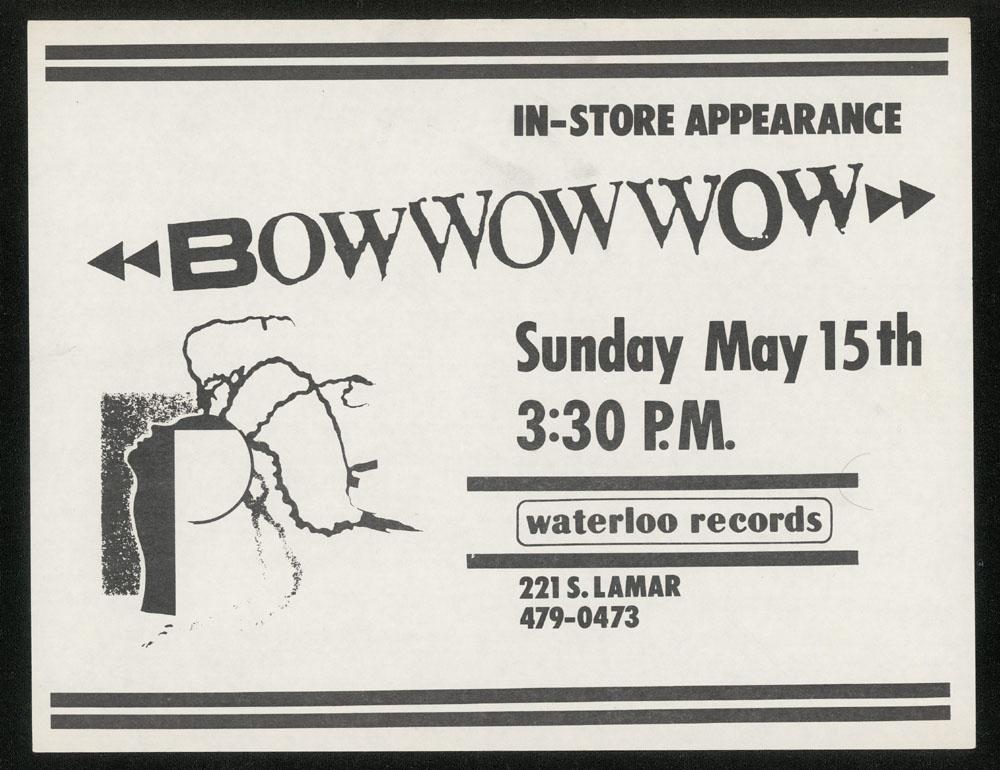 IN-STORE APPEARANCE
BOWWOWWOW
Sunday May 15th
3:30 P.M.
waterloo records
221 S. LAMAR
479-0473